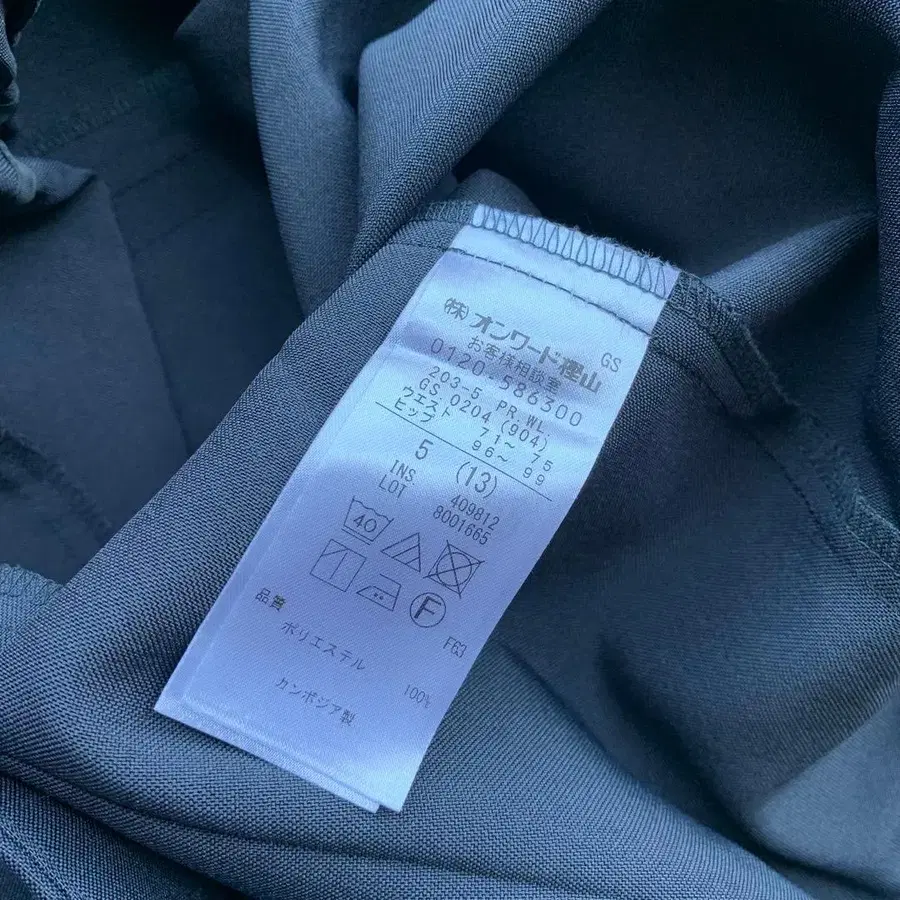 (株)オンワード樫山 GS
お客様相談室
0120-586300
203-5 PR.WL
GS 0204 (904)
ウエスト 71~ 75
ヒップ 96~ 99
5 (13)
INS 409812
LOT 8001665
40
F
品質 F63
ポリエステル 100%
カンボジア製